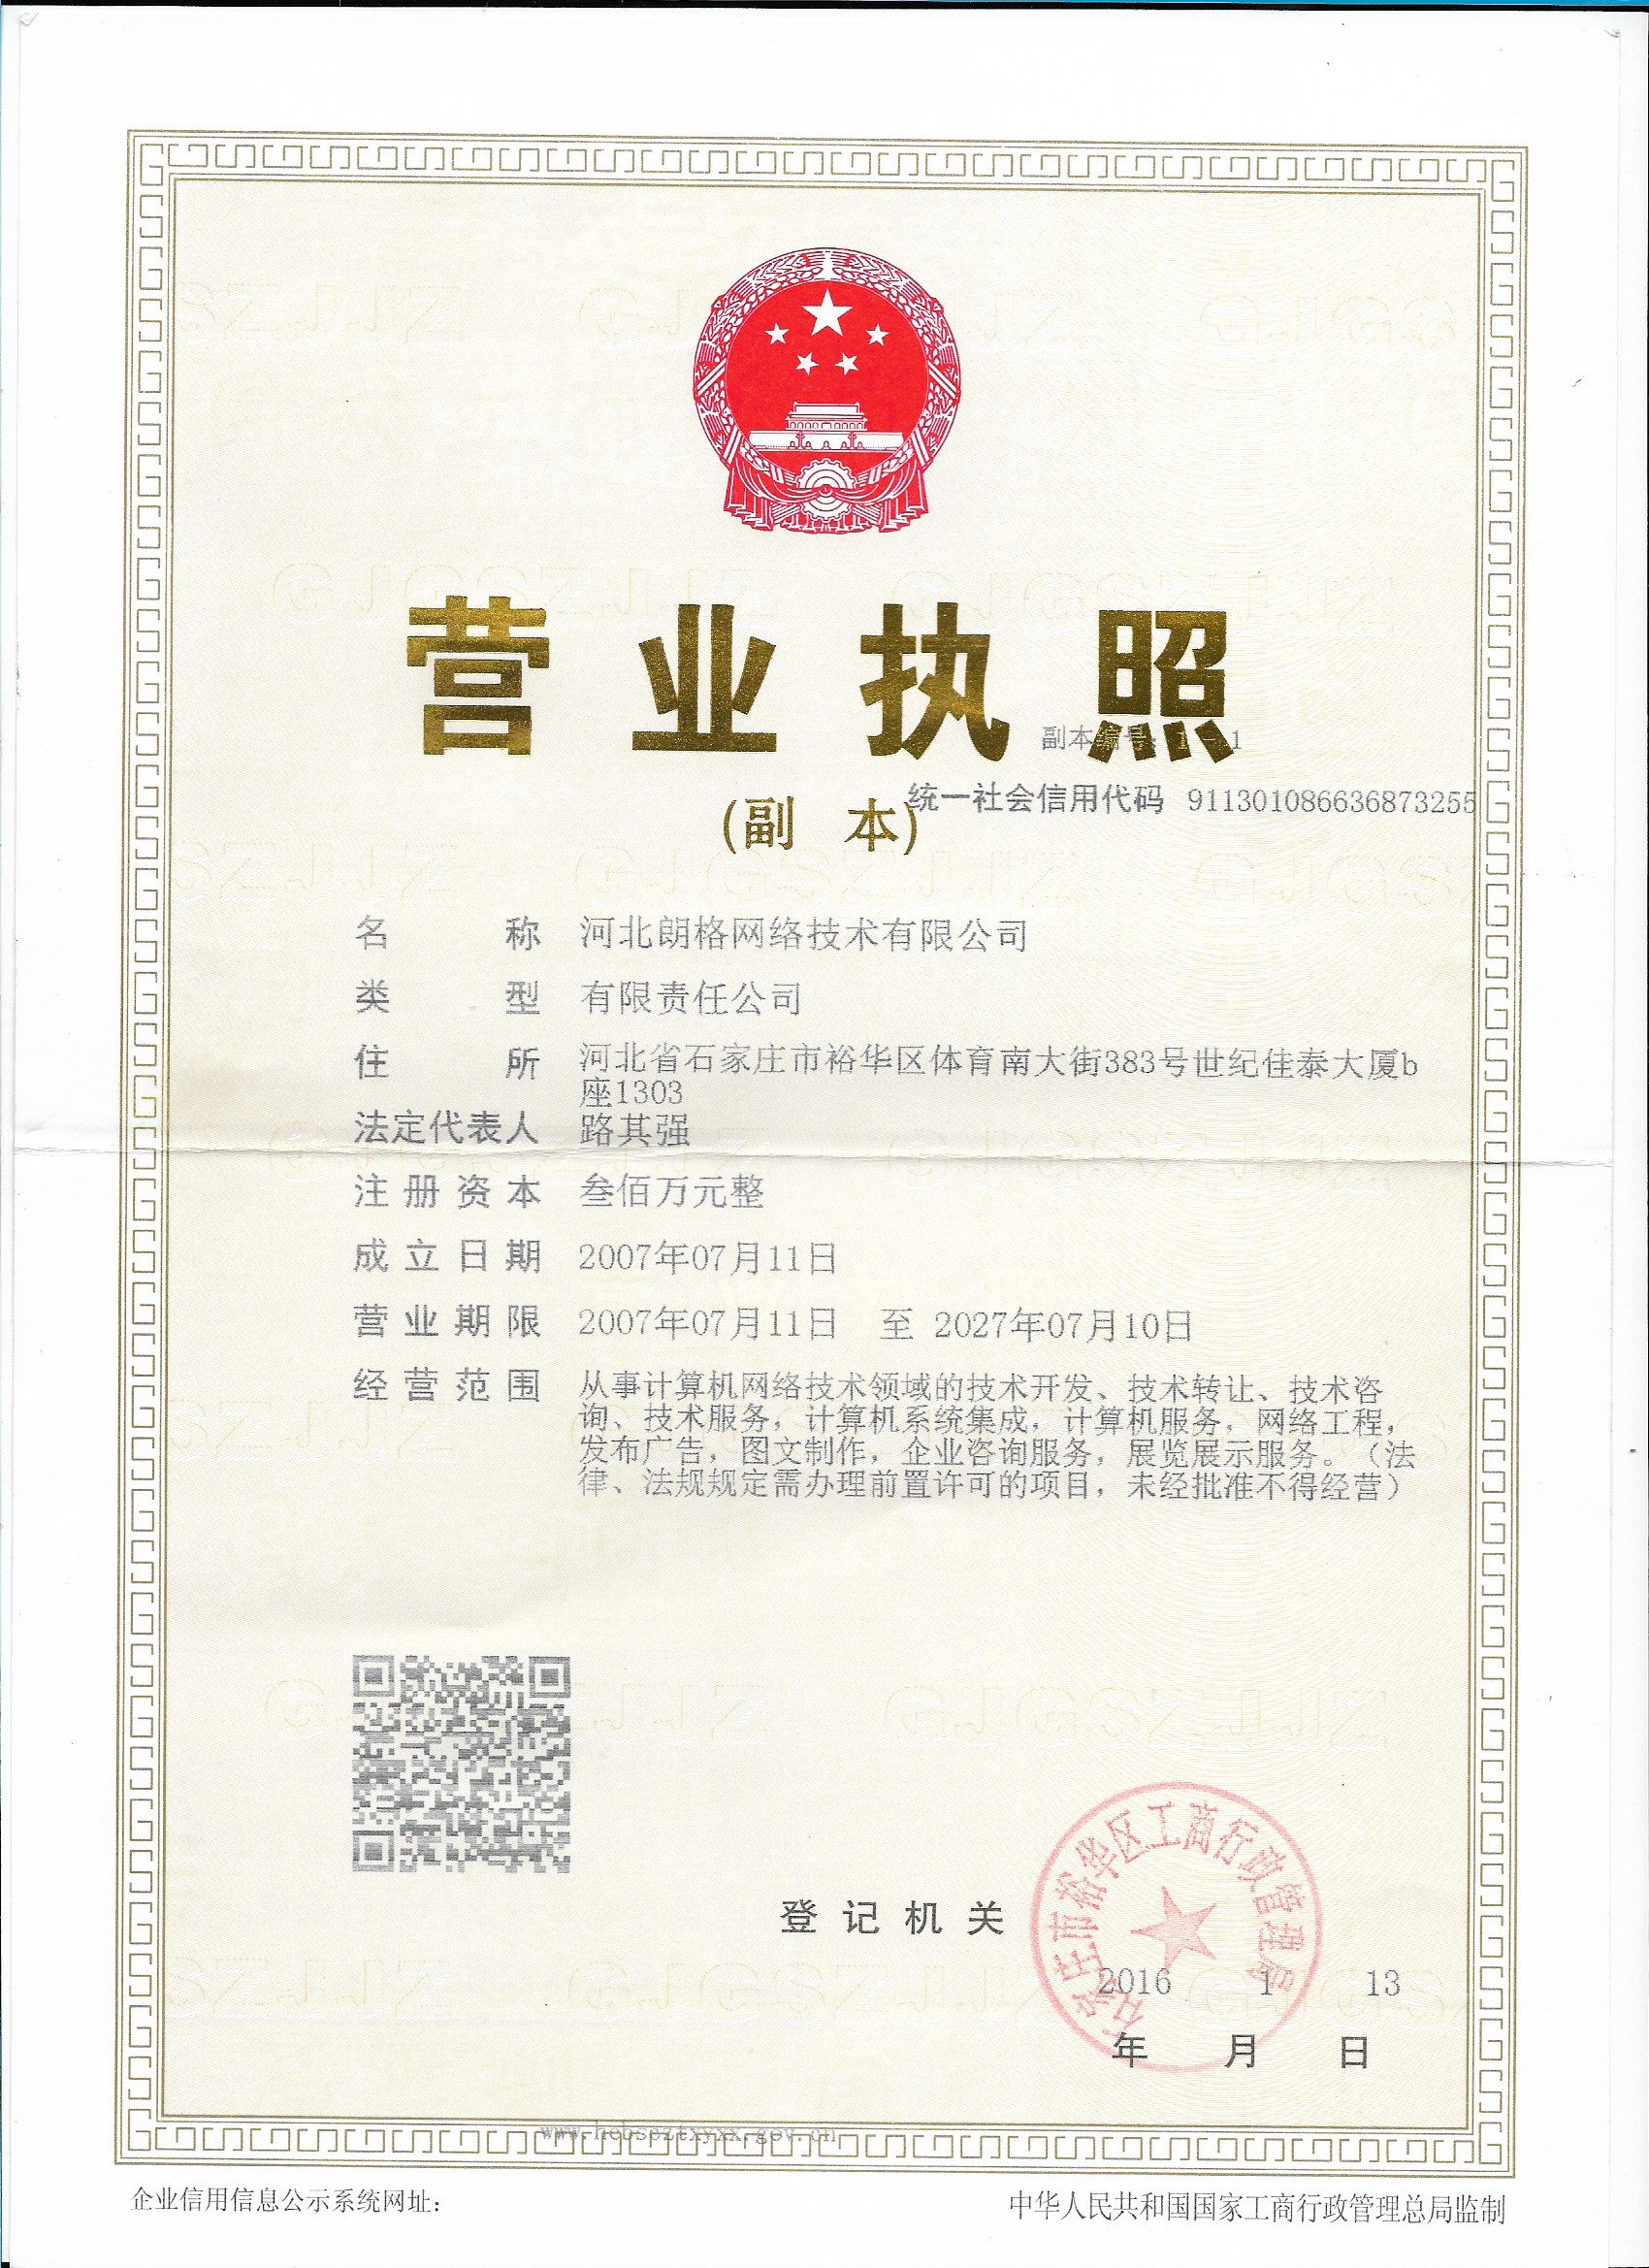 营业执照
副本编号：1-1
(副 本)
统一社会信用代码 911301086636873255
名称 河北朗格网络技术有限公司
类型 有限责任公司
住所 河北省石家庄市裕华区体育南大街383号世纪佳泰大厦b
座1303
法定代表人 路其强
注册资本 叁佰万元整
成立日期 2007年07月11日
营业期限 2007年07月11日 至 2027年07月10日
经营范围 从事计算机网络技术领域的技术开发、技术转让、技术咨
询、技术服务，计算机系统集成，计算机服务，网络工程，
发布广告，图文制作，企业咨询服务，展览展示服务。（法
律、法规规定需办理前置许可的项目，未经批准不得经营）
登记机关
石家庄市裕华区工商行政管理局
2016 1 13
年 月 日
www.hebscztxyxx.gov.cn
企业信用信息公示系统网址：
中华人民共和国国家工商行政管理总局监制